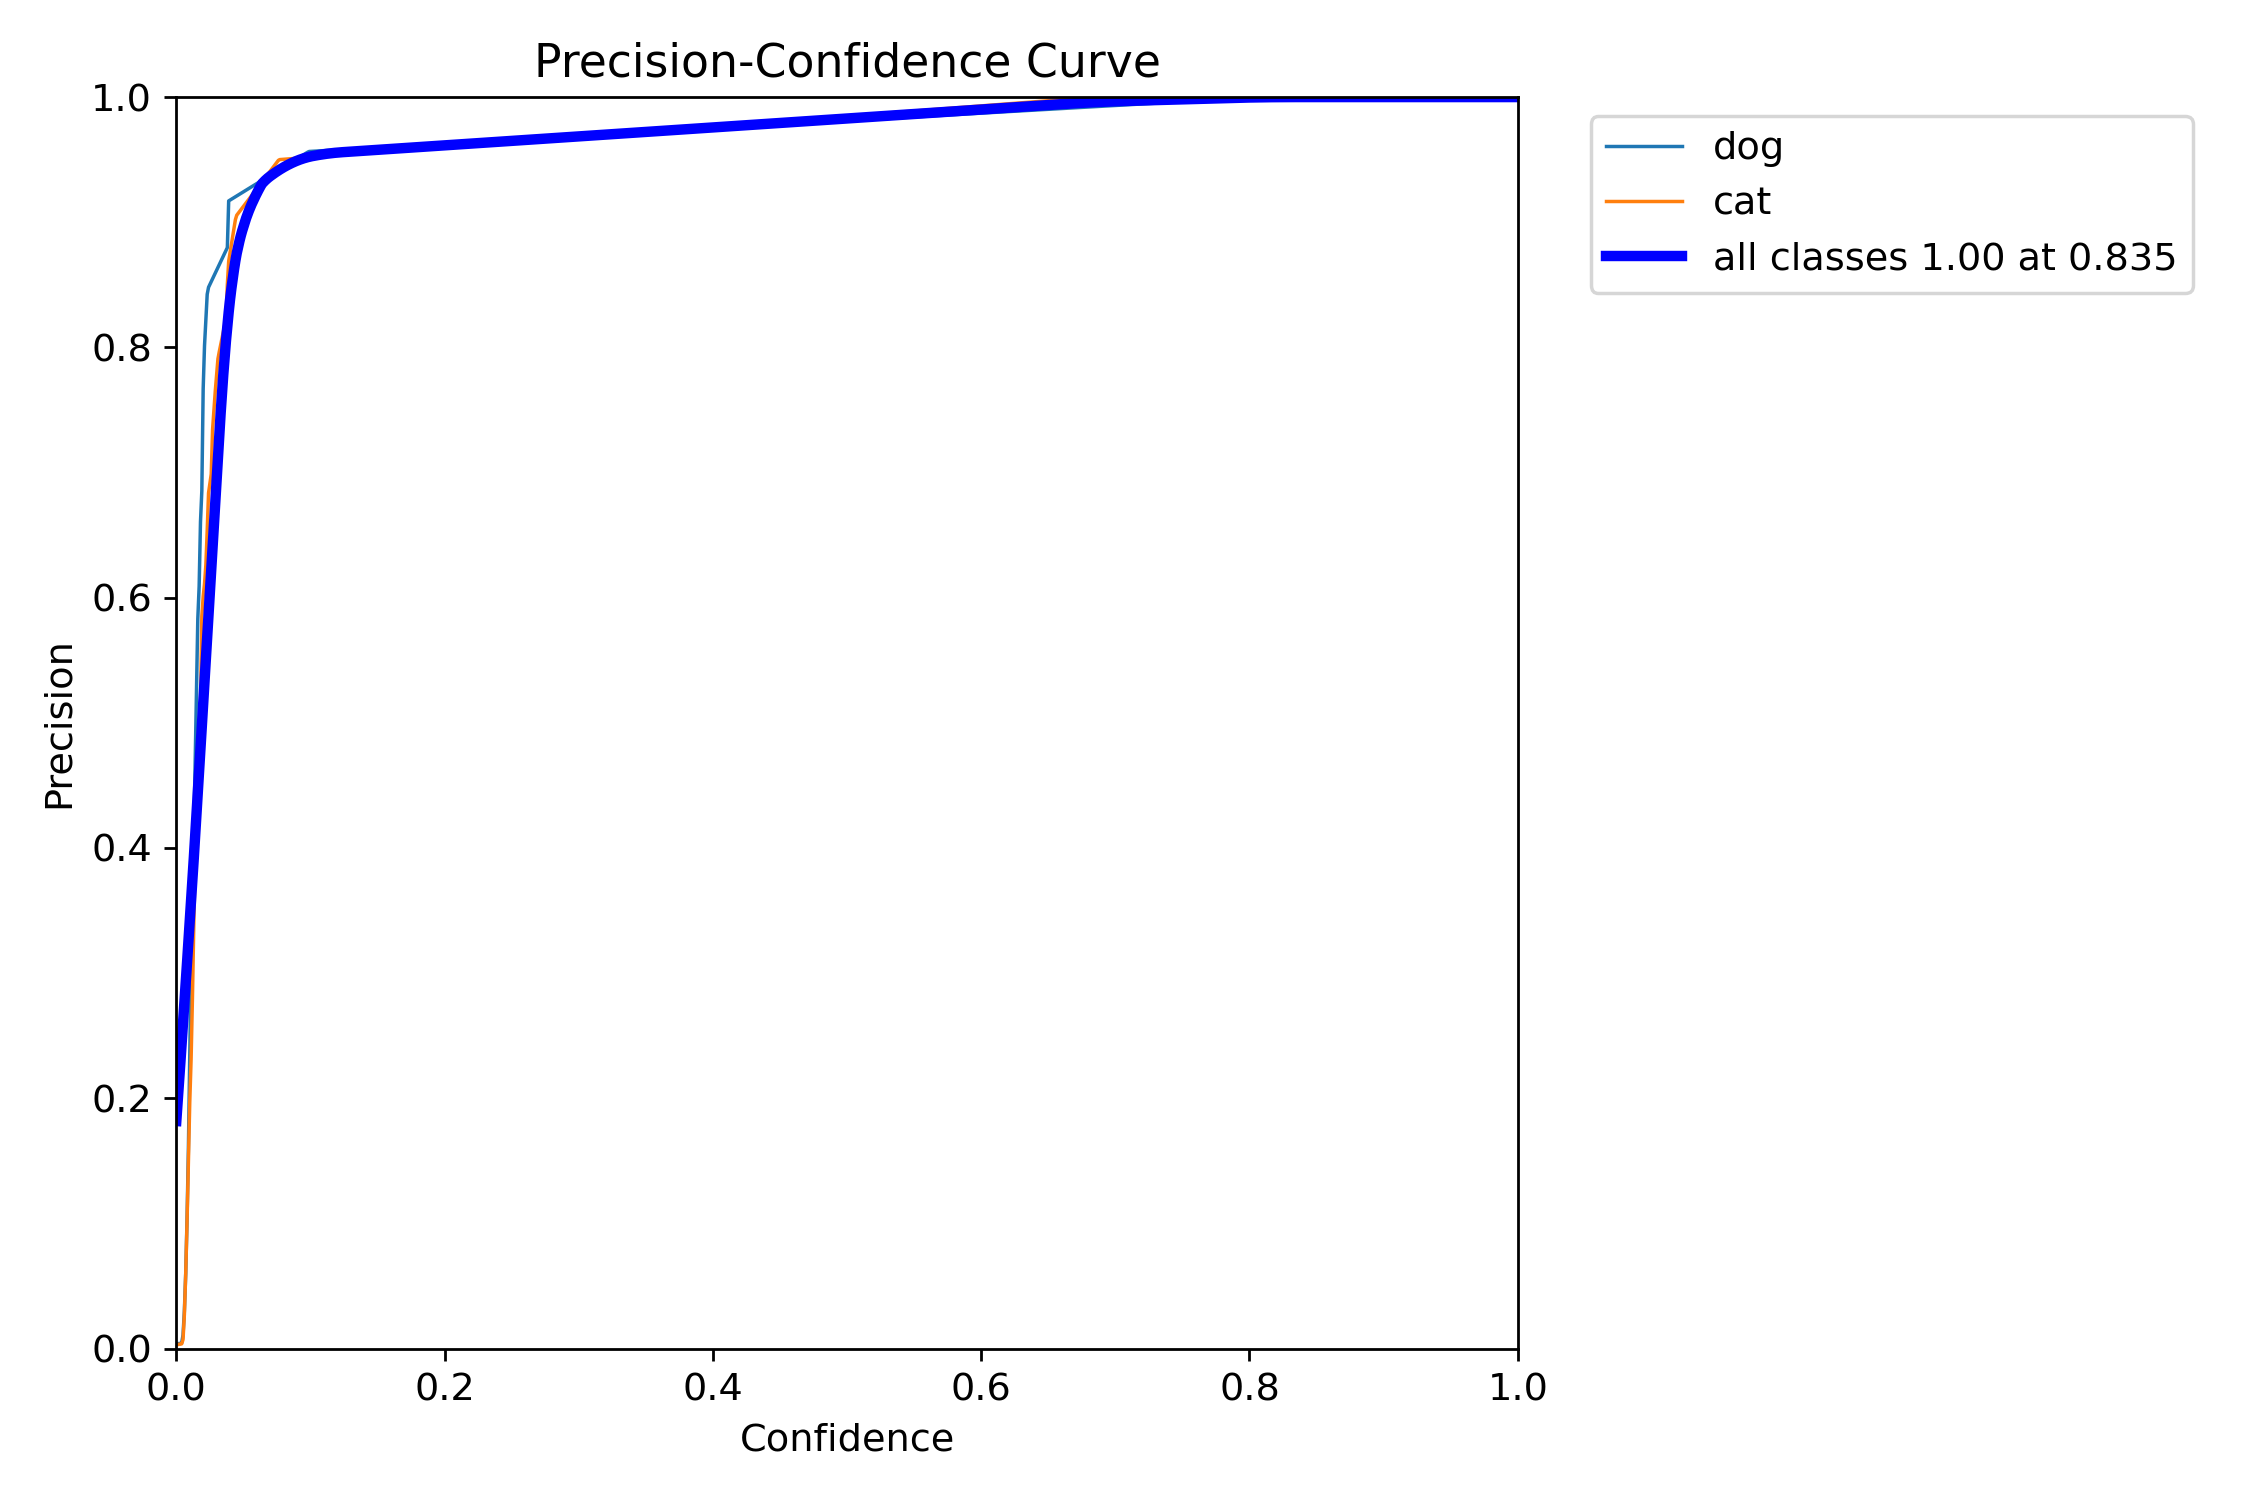 Precision-Confidence Curve
1.0
0.8
0.6
0.4
0.2
0.0
Precision
0.0 0.2 0.4 0.6 0.8 1.0
Confidence
dog
cat
all classes 1.00 at 0.835